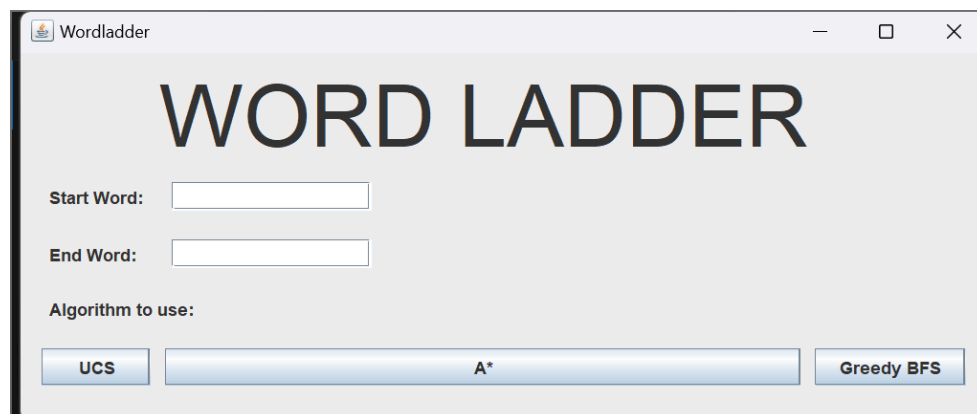 Wordladder
WORD LADDER
Start Word:
End Word:
Algorithm to use:
UCS A* Greedy BFS